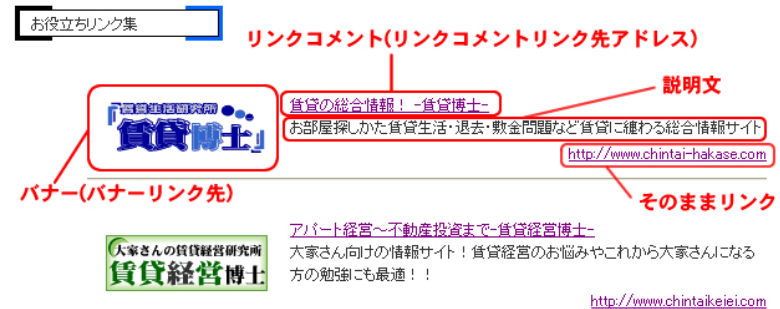 お役立ちリンク集
リンクコメント(リンクコメントリンク先アドレス)
説明文
『賃貸生活研究所
賃貸博士』
賃貸の総合情報！ -賃貸博士-
お部屋探しかた賃貸生活・退去・敷金問題など賃貸に纏わる総合情報サイト
http://www.chintai-hakase.com
バナー(バナーリンク先)
そのままリンク
大家さんの賃貸経営研究所
賃貸経営博士
アパート経営～不動産投資まで-賃貸経営博士-
大家さん向けの情報サイト！賃貸経営のお悩みやこれから大家さんになる
方の勉強にも最適！！
http://www.chintaikeiei.com